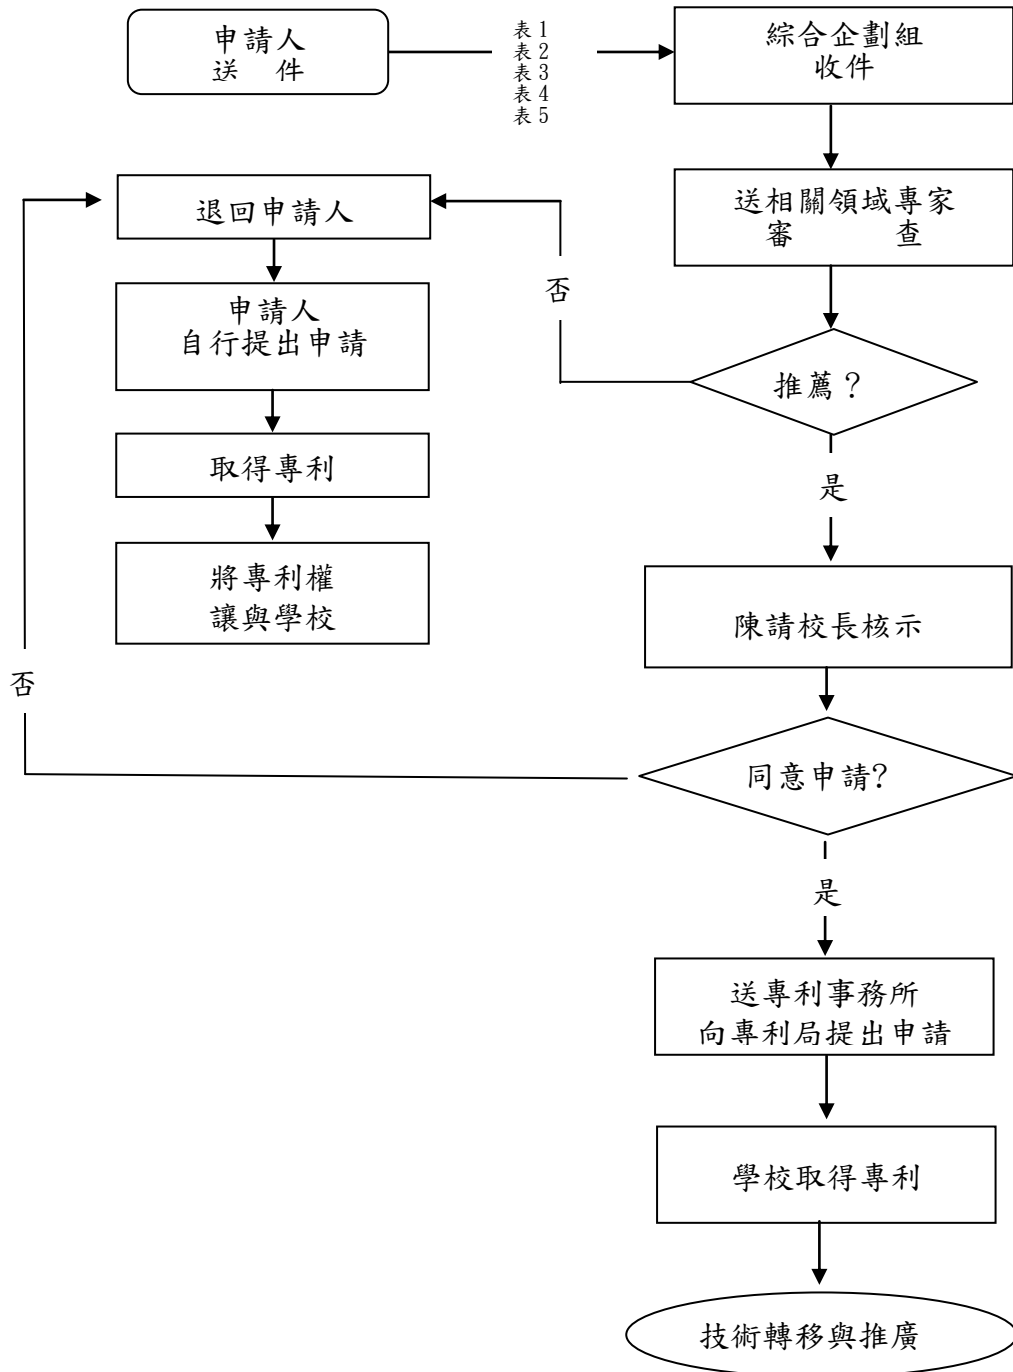 申請人
送　件
表1
表2
表3
表4
表5
綜合企劃組
收件
送相關領域專家
審　　　查
推薦？
否
是
退回申請人
申請人
自行提出申請
取得專利
將專利權
讓與學校
陳請校長核示
同意申請?
否
是
送專利事務所
向專利局提出申請
學校取得專利
技術轉移與推廣